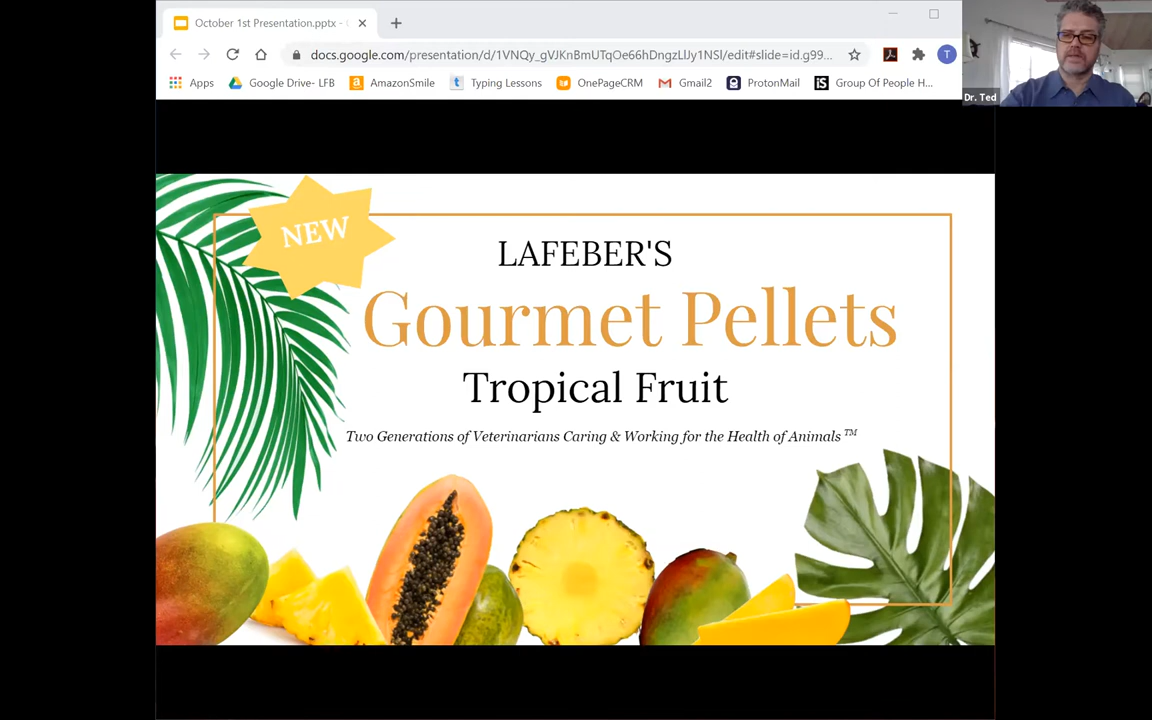 October 1st Presentation.pptx -
docs.google.com/presentation/d/1VNQy_gVJKnBmUTqOe66hDngzLlJy1NSl/edit#slide=id.g99...
T
Apps Google Drive- LFB AmazonSmile Typing Lessons OnePageCRM Gmail2 ProtonMail iS Group Of People H...
Dr. Ted
NEW
LAFEBER'S
Gourmet Pellets
Tropical Fruit
Two Generations of Veterinarians Caring & Working for the Health of Animals™